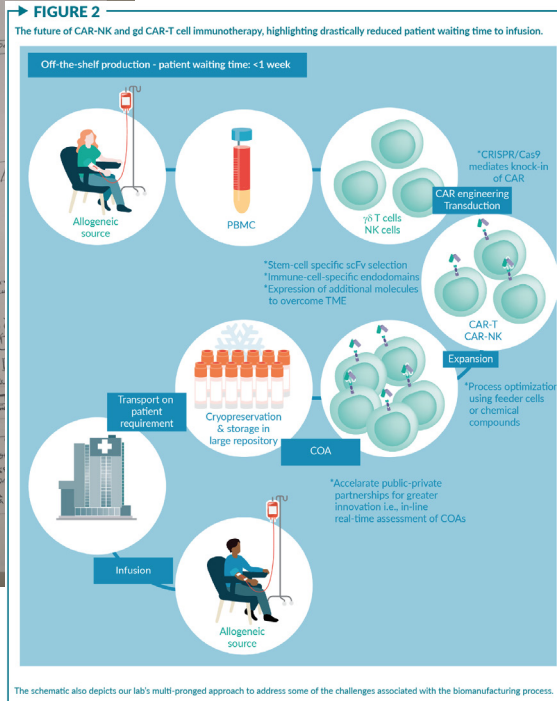 FIGURE 2
The future of CAR-NK and gd CAR-T cell immunotherapy, highlighting drastically reduced patient waiting time to infusion.
Off-the-shelf production - patient waiting time: <1 week
Allogeneic
source
PBMC
γδ T cells
NK cells
*CRISPR/Cas9
mediates knock-in
of CAR
CAR engineering
Transduction
*Stem-cell specific scFv selection
*Immune-cell-specific endodomains
*Expression of additional molecules
to overcome TME
CAR-T
CAR-NK
Expansion
*Process optimization
using feeder cells
or chemical
compounds
Cryopreservation
& storage in
large repository
COA
*Accelarate public-private
partnerships for greater
innovation i.e., in-line
real-time assessment of COAs
Transport on
patient
requirement
Infusion
Allogeneic
source
The schematic also depicts our lab's multi-pronged approach to address some of the challenges associated with the biomanufacturing process.